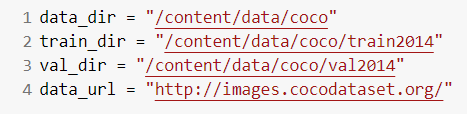 1 data_dir = "/content/data/coco"
2 train_dir = "/content/data/coco/train2014"
3 val_dir = "/content/data/coco/val2014"
4 data_url = "http://images.cocodataset.org/"